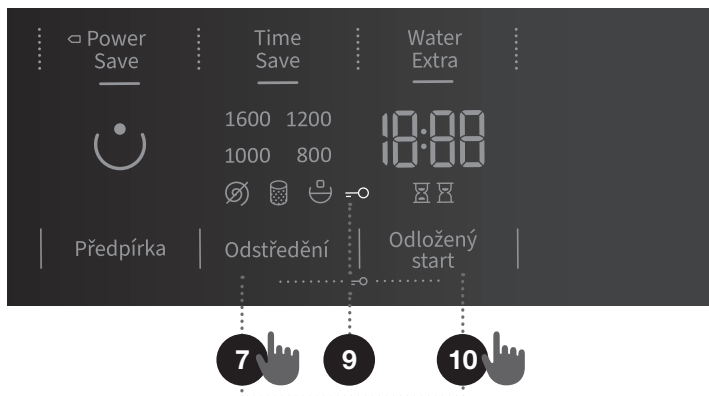 Power
Save
Time
Save
Water
Extra
1600 1200
1000 800
18:88
Předpírka
Odstředění
Odložený
start
7
9
10